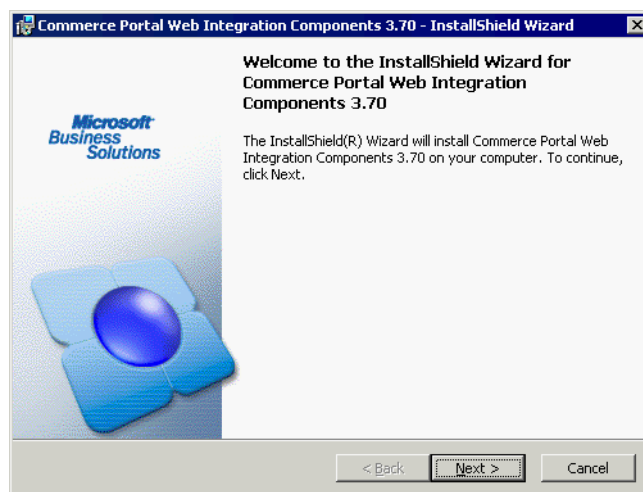 Commerce Portal Web Integration Components 3.70 - InstallShield Wizard
Welcome to the InstallShield Wizard for
Commerce Portal Web Integration
Components 3.70
Microsoft
Business
Solutions
The InstallShield(R) Wizard will install Commerce Portal Web
Integration Components 3.70 on your computer. To continue,
click Next.
< Back
Next >
Cancel